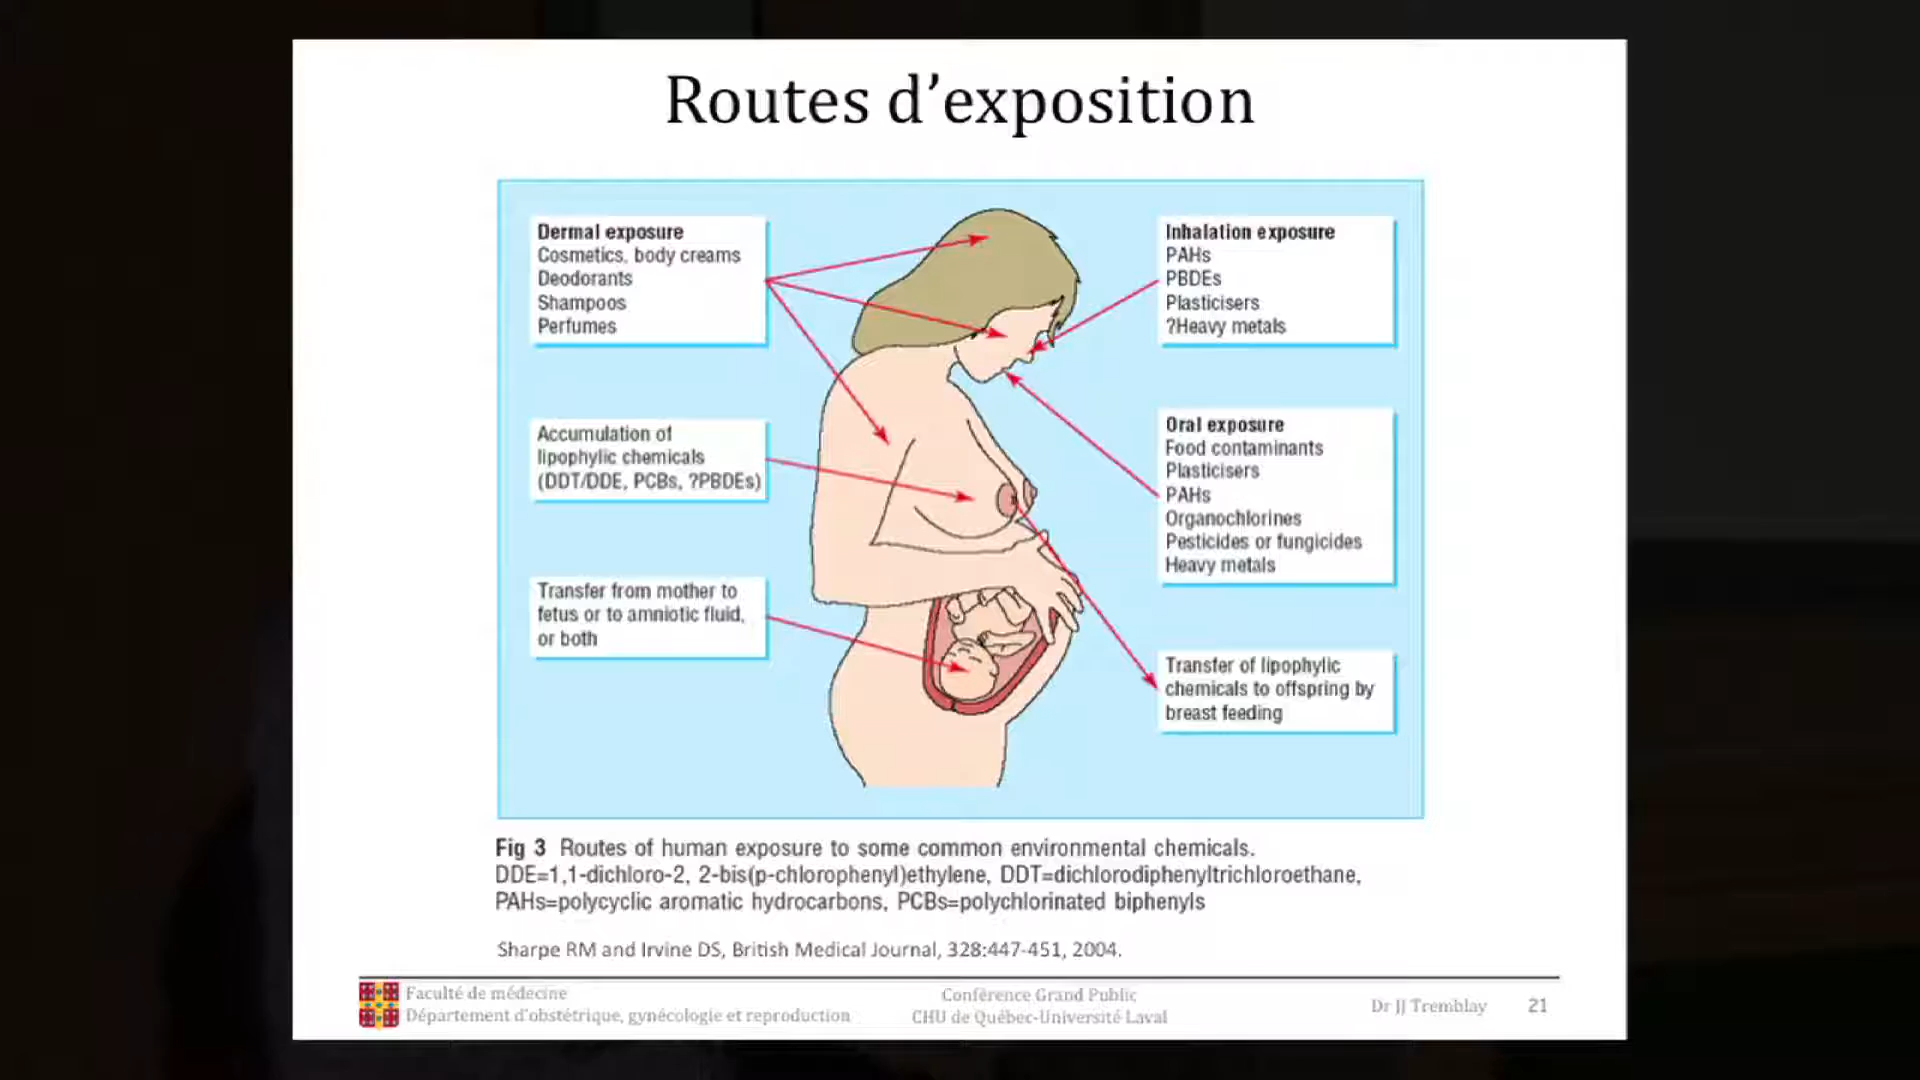 Routes d’exposition
Dermal exposure
Cosmetics, body creams
Deodorants
Shampoos
Perfumes
Accumulation of
lipophylic chemicals
(DDT/DDE, PCBs, ?PBDEs)
Transfer from mother to
fetus or to amniotic fluid,
or both
Inhalation exposure
PAHs
PBDEs
Plasticisers
?Heavy metals
Oral exposure
Food contaminants
Plasticisers
PAHs
Organochlorines
Pesticides or fungicides
Heavy metals
Transfer of lipophylic
chemicals to offspring by
breast feeding
Fig 3 Routes of human exposure to some common environmental chemicals.
DDE=1,1-dichloro-2, 2-bis(p-chlorophenyl)ethylene, DDT=dichlorodiphenyltrichloroethane,
PAHs=polycyclic aromatic hydrocarbons, PCBs=polychlorinated biphenyls
Sharpe RM and Irvine DS, British Medical Journal, 328:447-451, 2004.
Faculté de médecine
Département d’obstétrique, gynécologie et reproduction
Conférence Grand Public
CHU de Québec-Université Laval
Dr JJ Tremblay
21